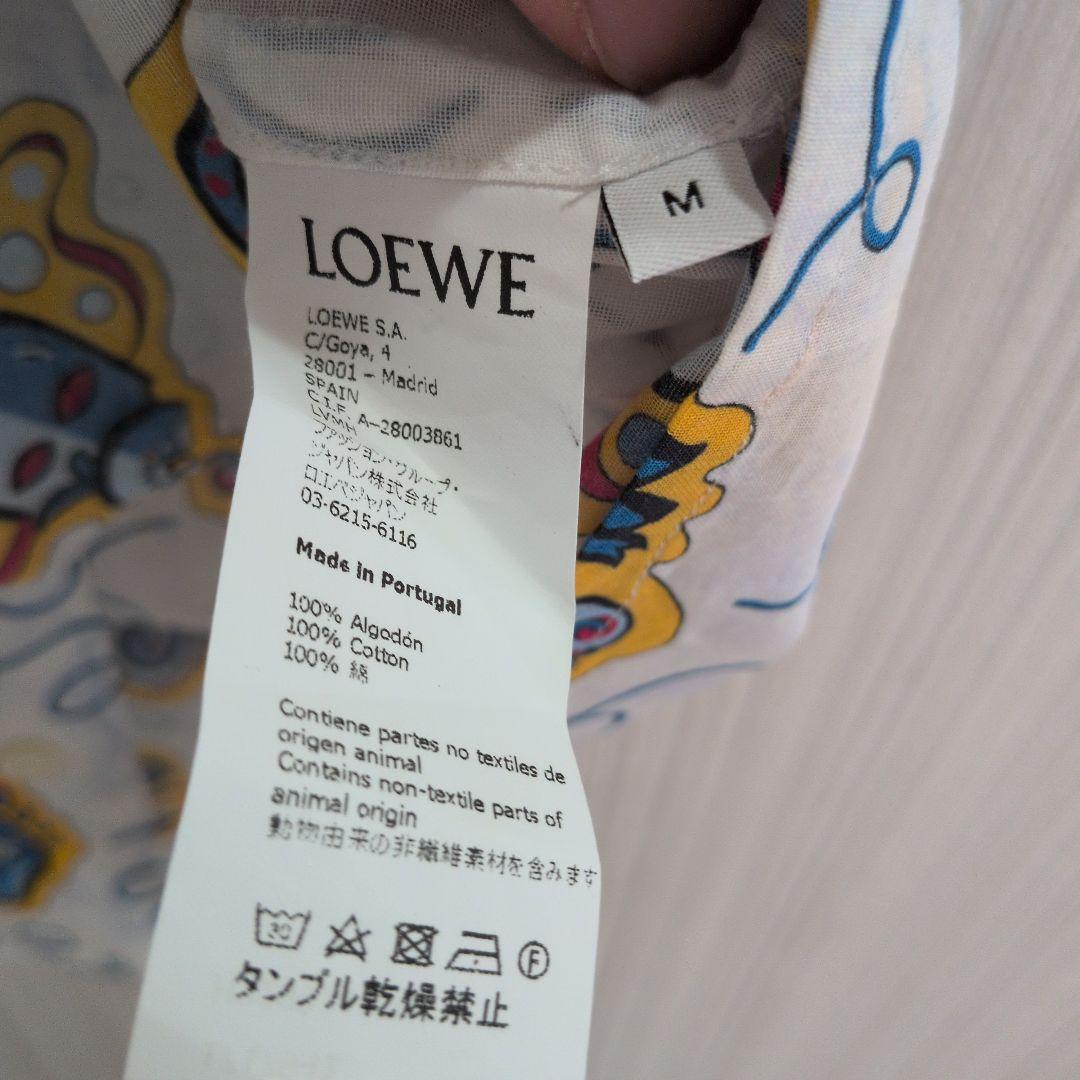 M
LOEWE
LOEWE S.A.
C/Goya, 4
28001 – Madrid
SPAIN
C.I.F. A-28003861
LVMH
ファッション・グループ・
ジャパン株式会社
ロエベジャパン
03-6215-6116
Made in Portugal
100% Algodón
100% Cotton
100% 綿
Contiene partes no textiles de
origen animal
Contains non-textile parts of
animal origin
動物由来の非繊維素材を含みます
30
F
タンブル乾燥禁止